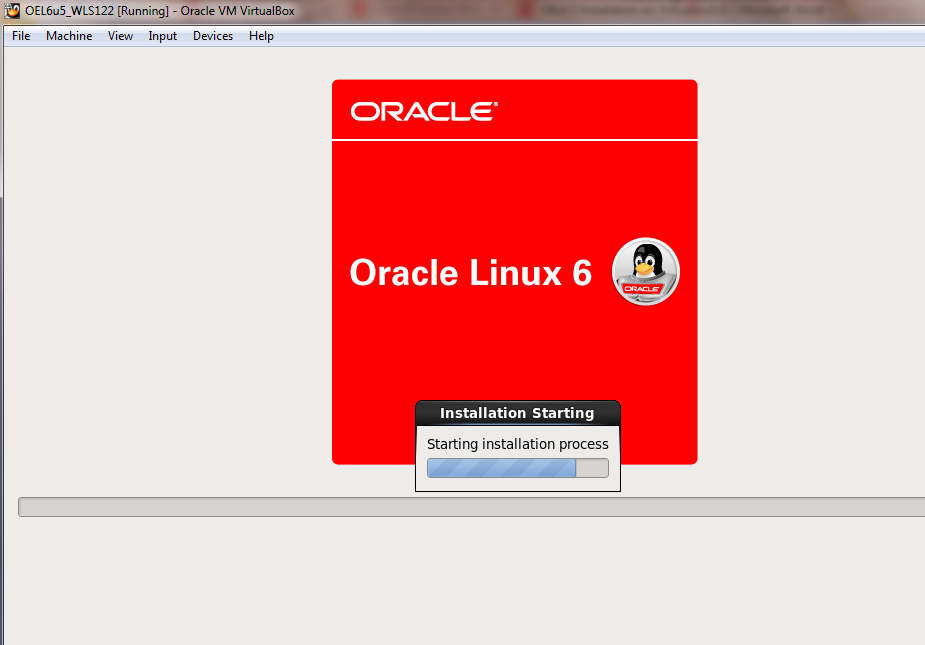 OEL6u5_WLS122 [Running] - Oracle VM VirtualBox
File Machine View Input Devices Help
ORACLE®
Oracle Linux 6
ORACLE
Installation Starting
Starting installation process